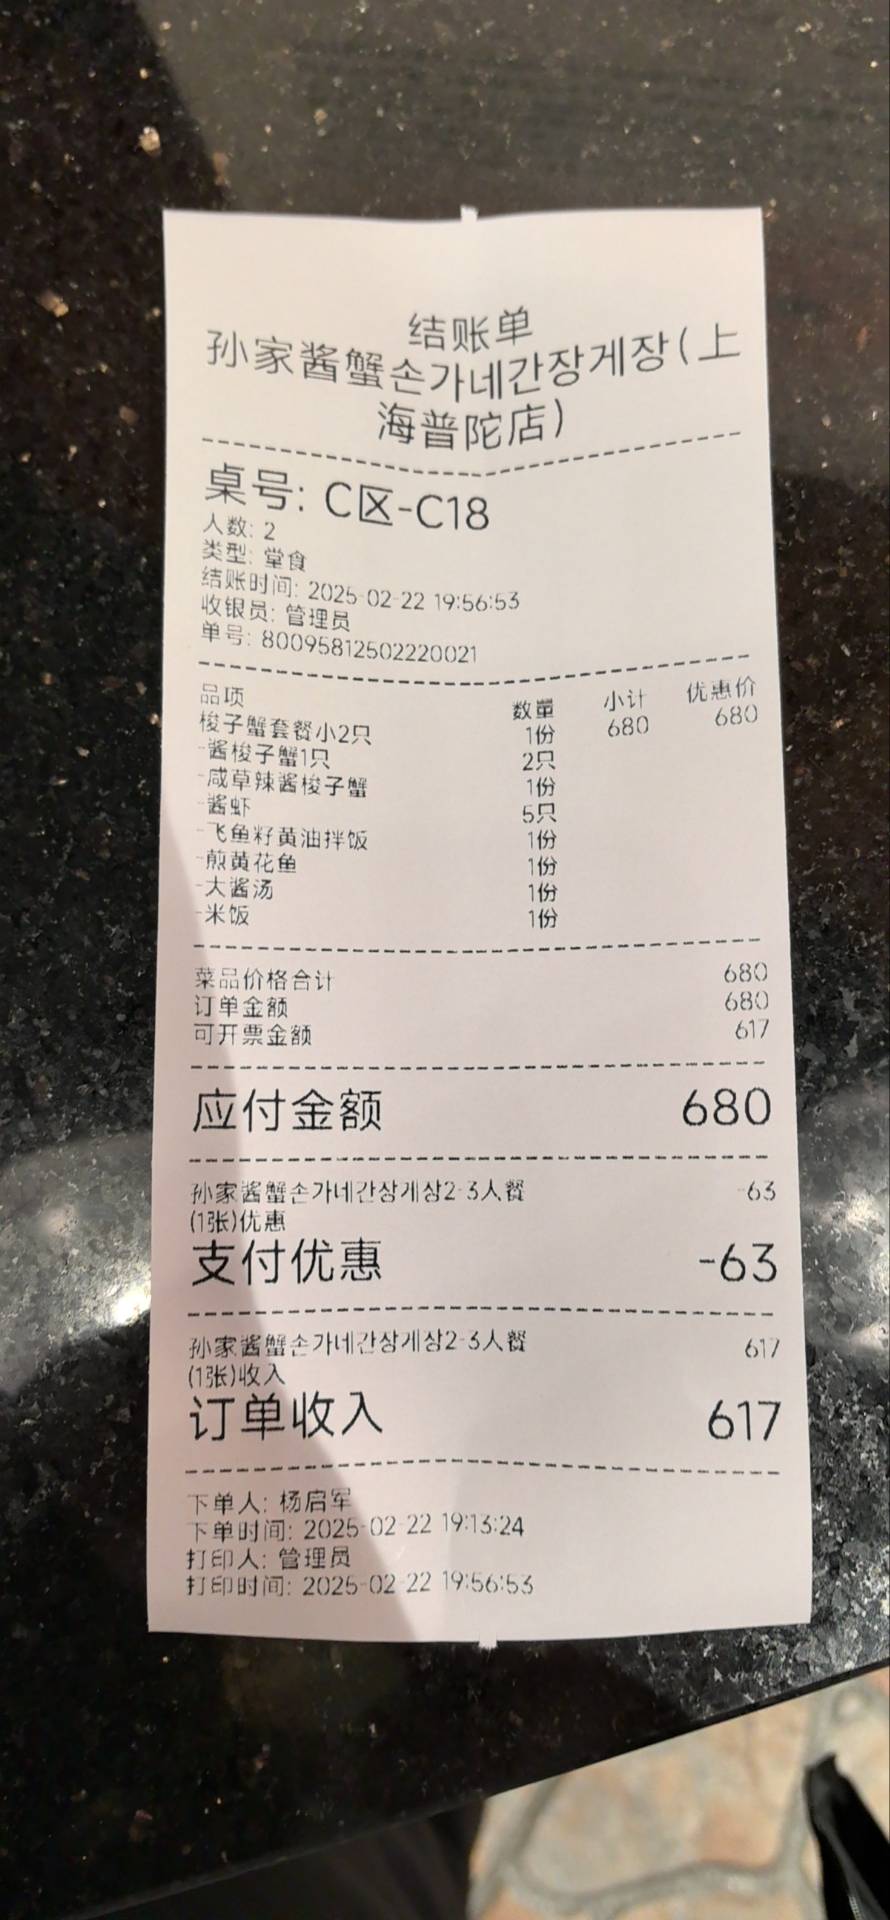 结账单
孙家酱蟹손가네간장게장(上
海普陀店)
桌号: C区-C18
人数: 2
类型: 堂食
结账时间: 2025-02-22 19:56:53
收银员: 管理员
单号: 80095812502220021
品项 数量 小计 优惠价
梭子蟹套餐小2只 1份 680 680
-酱梭子蟹1只 2只
-咸草辣酱梭子蟹 1份
-酱虾 5只
-飞鱼籽黄油拌饭 1份
-煎黄花鱼 1份
-大酱汤 1份
-米饭 1份
菜品价格合计 680
订单金额 680
可开票金额 617
应付金额 680
孙家酱蟹손가네간장게장2-3人餐 -63
(1张)优惠
支付优惠 -63
孙家酱蟹손가네간장게장2-3人餐 617
(1张)收入
订单收入 617
下单人: 杨启军
下单时间: 2025-02-22 19:13:24
打印人: 管理员
打印时间: 2025-02-22 19:56:53